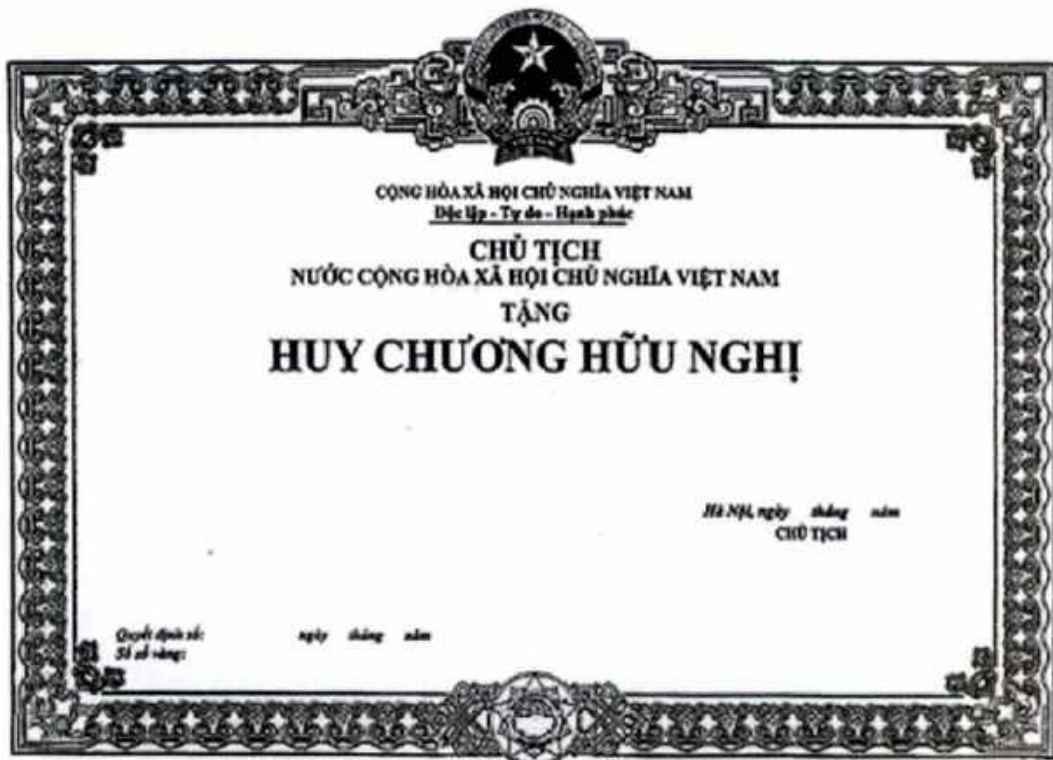 CỘNG HÒA XÃ HỘI CHỦ NGHĨA VIỆT NAM
Độc lập - Tự do - Hạnh phúc
CHỦ TỊCH
NƯỚC CỘNG HÒA XÃ HỘI CHỦ NGHĨA VIỆT NAM
TẶNG
HUY CHƯƠNG HỮU NGHỊ
Hà Nội, ngày tháng năm
CHỦ TỊCH
Quyết định số: ngày tháng năm
Số sổ vàng: